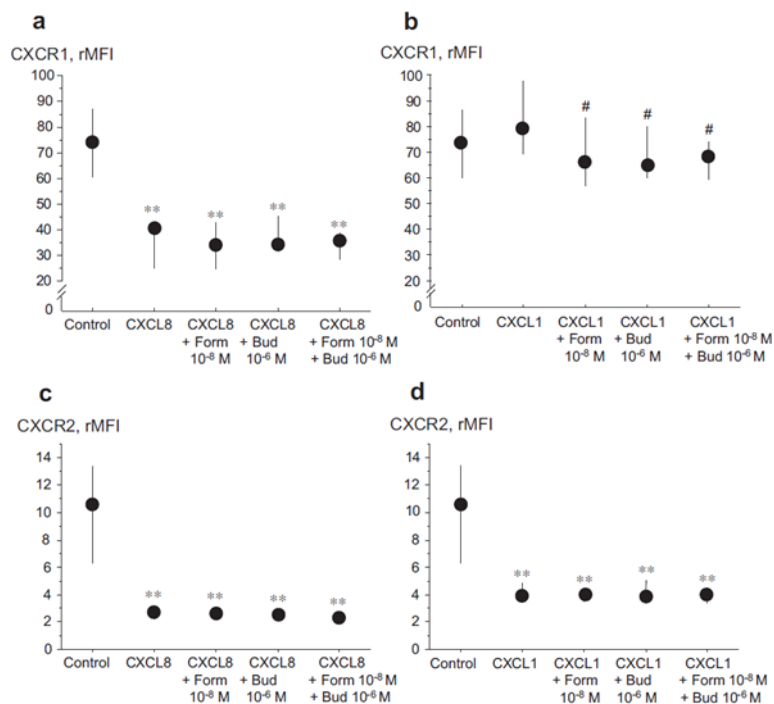 a
CXCR1, rMFI
100
90
80
70
60
50
40
30
20
0
**
**
**
**
Control
CXCL8
CXCL8
+ Form
10⁻⁸ M
CXCL8
+ Bud
10⁻⁶ M
CXCL8
+ Form 10⁻⁸ M
+ Bud 10⁻⁶ M
b
CXCR1, rMFI
100
90
80
70
60
50
40
30
20
0
#
#
#
Control
CXCL1
CXCL1
+ Form
10⁻⁸ M
CXCL1
+ Bud
10⁻⁶ M
CXCL1
+ Form 10⁻⁸ M
+ Bud 10⁻⁶ M
c
CXCR2, rMFI
14
12
10
8
6
4
2
0
**
**
**
**
Control
CXCL8
CXCL8
+ Form
10⁻⁸ M
CXCL8
+ Bud
10⁻⁶ M
CXCL8
+ Form 10⁻⁸ M
+ Bud 10⁻⁶ M
d
CXCR2, rMFI
14
12
10
8
6
4
2
0
**
**
**
**
Control
CXCL1
CXCL1
+ Form
10⁻⁸ M
CXCL1
+ Bud
10⁻⁶ M
CXCL1
+ Form 10⁻⁸ M
+ Bud 10⁻⁶ M